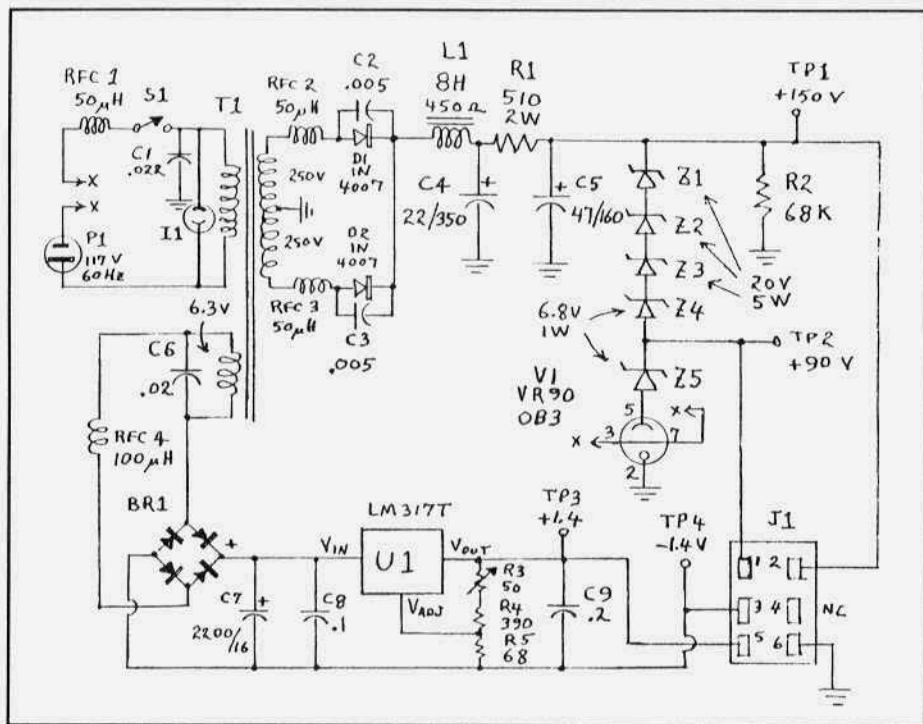 RFC 1
50µH
S1
T1
C1
.022
X
X
P1
117 V
60Hz
I1
RFC 2
50µH
C2
.005
D1
1N
4007
250V
250V
D2
1N
4007
RFC 3
50µH
C3
.005
L1
8H
450Ω
R1
510
2W
TP1
+150 V
C4
+
22/350
+
C5
47/160
Z1
Z2
Z3
Z4
Z5
R2
68K
20V
5W
6.8V
1W
TP2
+90 V
V1
VR90
OB3
5
X
3
7
X
2
6.3V
C6
.02
RFC 4
100µH
BR1
+
LM317T
VIN
U1
VOUT
VADJ
TP3
+1.4
TP4
-1.4V
J1
C7
+
2200/16
C8
.1
R3
50
R4
390
R5
68
C9
.2
1
2
3
4
NC
5
6